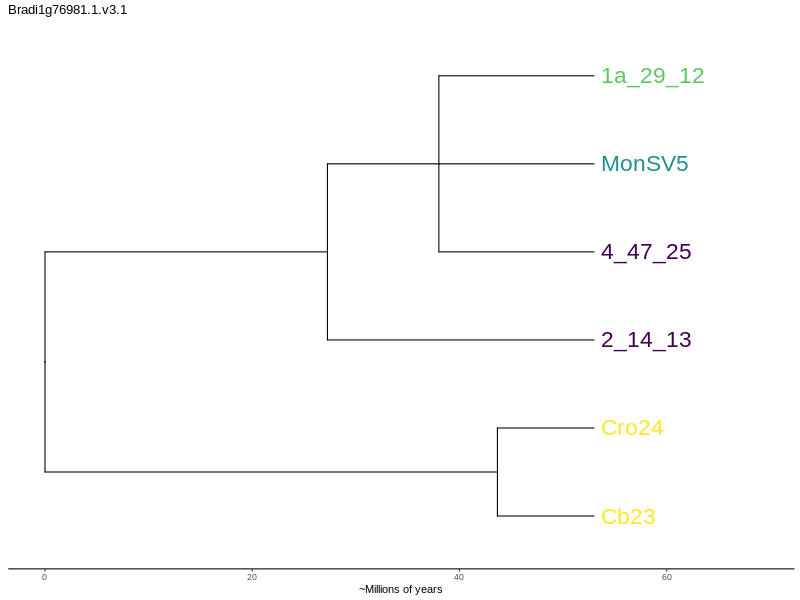 Bradi1g76981.1.v3.1
1a_29_12
MonSV5
4_47_25
2_14_13
Cro24
Cb23
0 20 40 60
~Millions of years